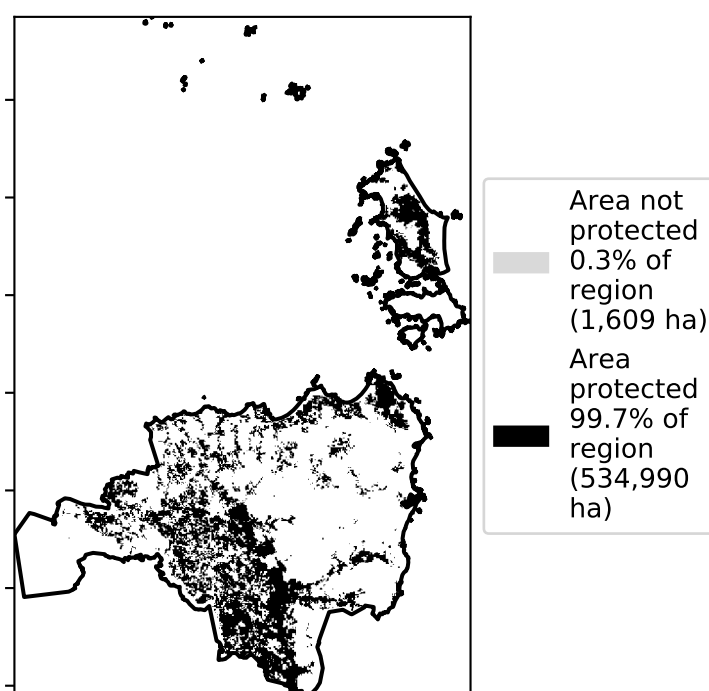 Area not
protected
0.3% of
region
(1,609 ha)
Area
protected
99.7% of
region
(534,990
ha)